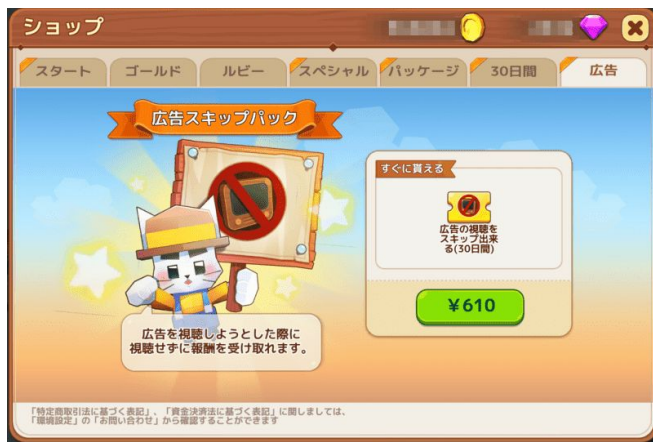 ショップ
スタート
ゴールド
ルビー
スペシャル
パッケージ
30日間
広告
広告スキップパック
すぐに貰える
広告の視聴を
スキップ出来
る(30日間)
¥610
広告を視聴しようとした際に
視聴せずに報酬を受け取れます。
「特定商取引法に基づく表記」、「資金決済法に基づく表記」に関しましては、
「環境設定」の「お問い合わせ」から確認することができます